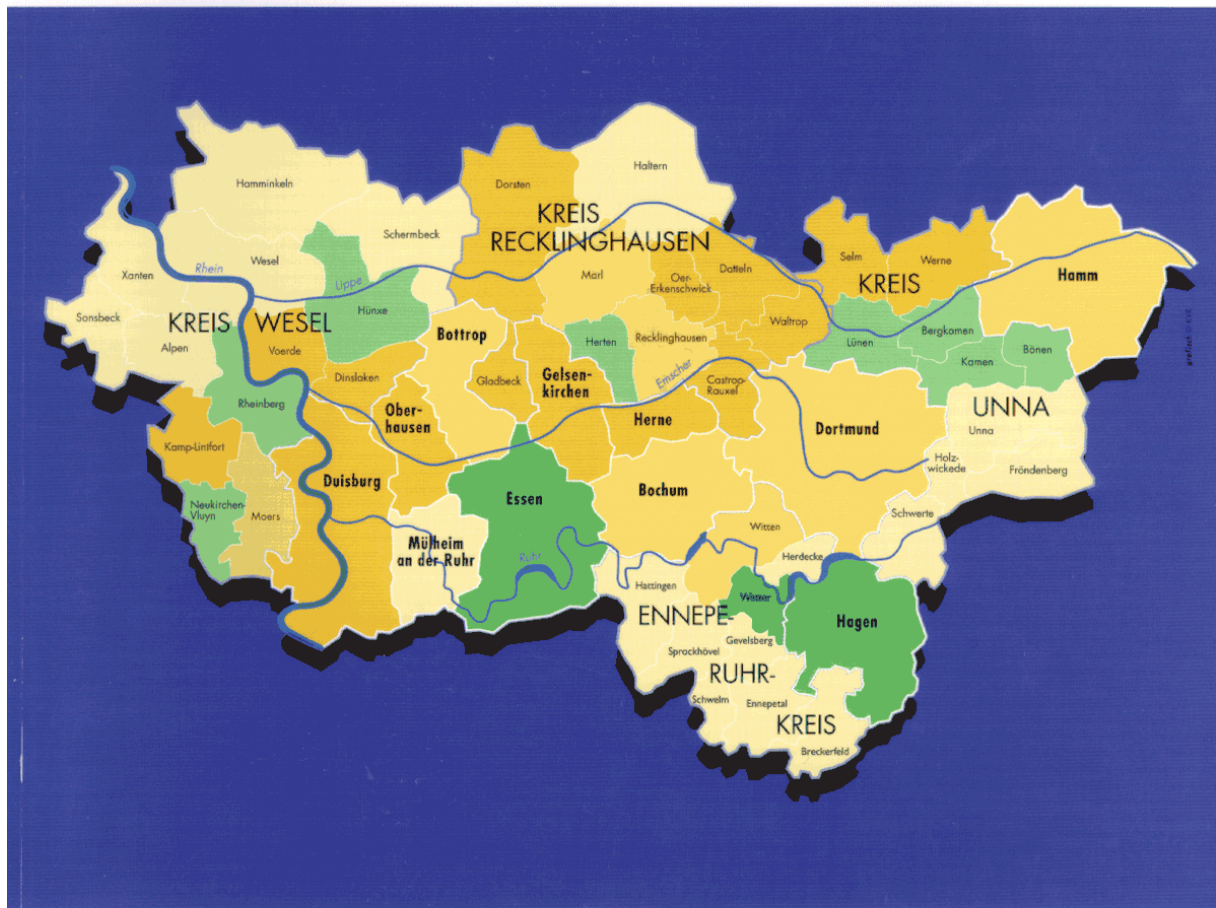 Haltern
Dorsten
Hamminkeln
KREIS
RECKLINGHAUSEN
Schermbeck
Selm
Werne
Wesel
Rhein
Lippe
Xanten
Marl
Datteln
Oer-
Erkenschwick
KREIS
Hamm
Sonsbeck
KREIS
WESEL
Hünxe
Alpen
Voerde
Bottrop
Herten
Recklinghausen
Waltrop
Lünen
Bergkamen
Kamen
Bönen
Dinslaken
Gladbeck
Gelsen-
kirchen
Emscher
Castrop-
Rauxel
Rheinberg
Ober-
hausen
Herne
Dortmund
UNNA
Unna
Kamp-Lintfort
Holz-
wickede
Fröndenberg
Duisburg
Essen
Bochum
Neukirchen-
Vluyn
Moers
Witten
Schwerte
Mülheim
an der Ruhr
Ruhr
Herdecke
Hattingen
Wetter
ENNEPE-
Hagen
Gevelsberg
Sprockhövel
RUHR-
Schwelm
Ennepetal
KREIS
Breckerfeld